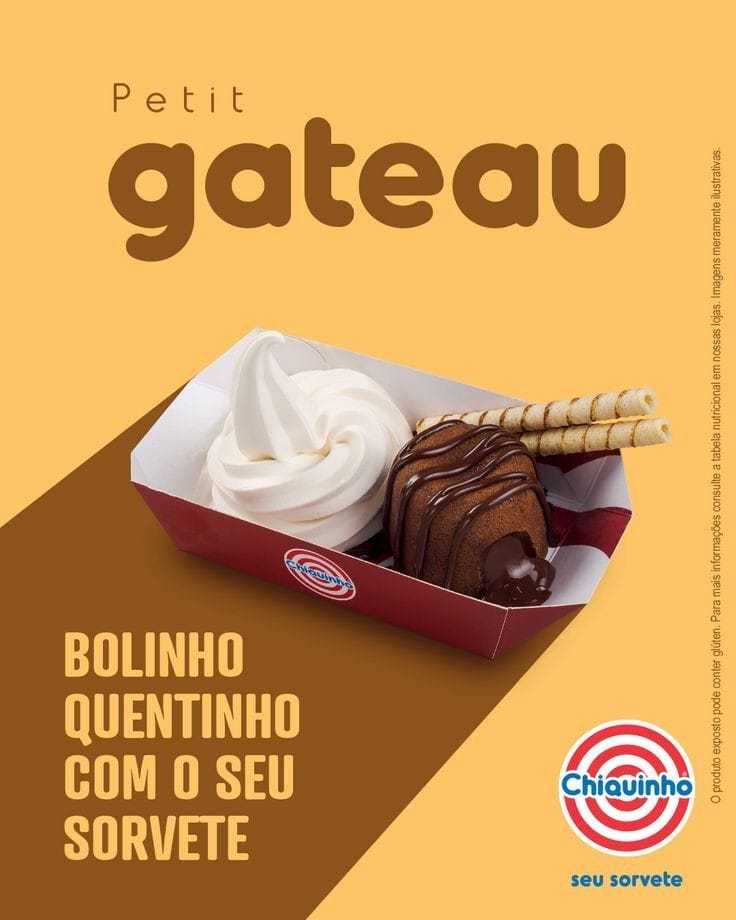 Petit
gateau
Chiquinho
BOLINHO
QUENTINHO
COM O SEU
SORVETE
Chiquinho®
seu sorvete
O produto exposto pode conter glúten. Para mais informações consulte a tabela nutricional em nossas lojas. Imagens meramente ilustrativas.